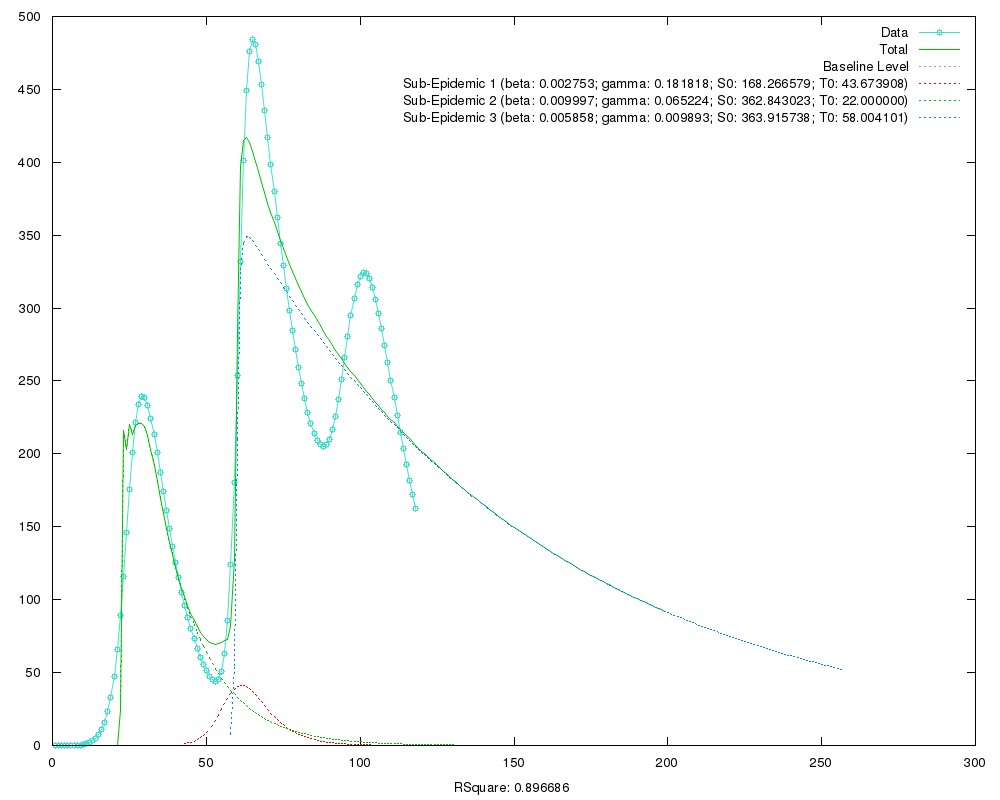 500
450
400
350
300
250
200
150
100
50
0
Data
Total
Baseline Level
Sub-Epidemic 1 (beta: 0.002753; gamma: 0.181818; S0: 168.266579; T0: 43.673908)
Sub-Epidemic 2 (beta: 0.009997; gamma: 0.065224; S0: 362.843023; T0: 22.000000)
Sub-Epidemic 3 (beta: 0.005858; gamma: 0.009893; S0: 363.915738; T0: 58.004101)
0 50 100 150 200 250 300
RSquare: 0.896686